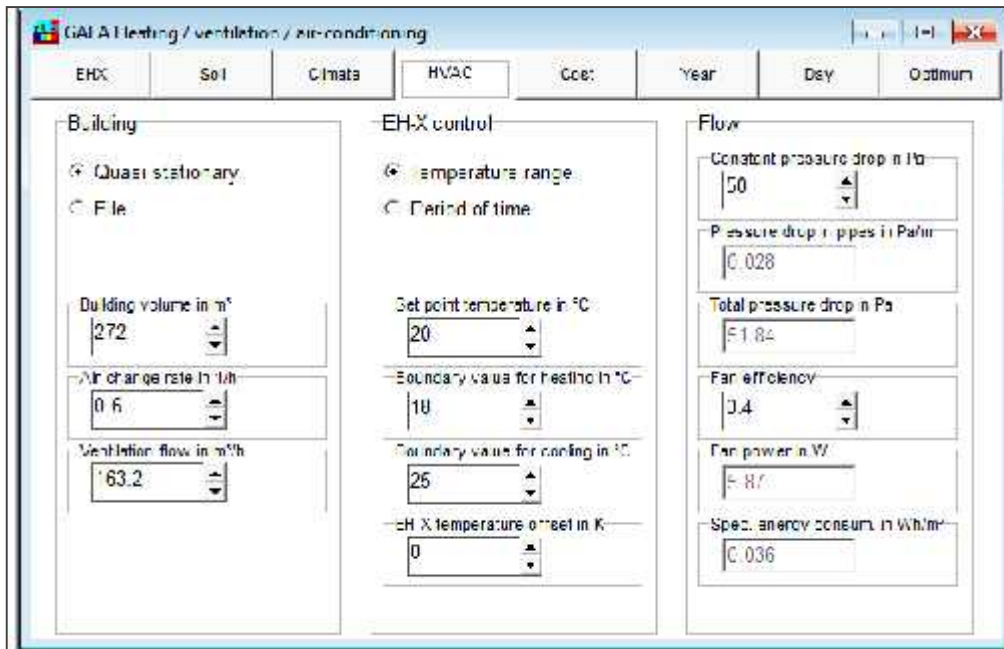 GAEA Heating / ventilation / air-conditioning
EHX Soil Climate HVAC Cost Year Day Optimum
Building
Quasi stationary
File
Building volume in m³
272
Air change rate in 1/h
0.6
Ventilation flow in m³/h
163.2
EH-X control
Temperature range
Period of time
Set point temperature in °C
20
Boundary value for heating in °C
18
Boundary value for cooling in °C
25
EH-X temperature offset in K
0
Flow
Constant pressure drop in Pa
50
Pressure drop in pipes in Pa/m
0.028
Total pressure drop in Pa
51.84
Fan efficiency
0.4
Fan power in W
5.87
Spec. energy consum. in Wh/m³
0.036